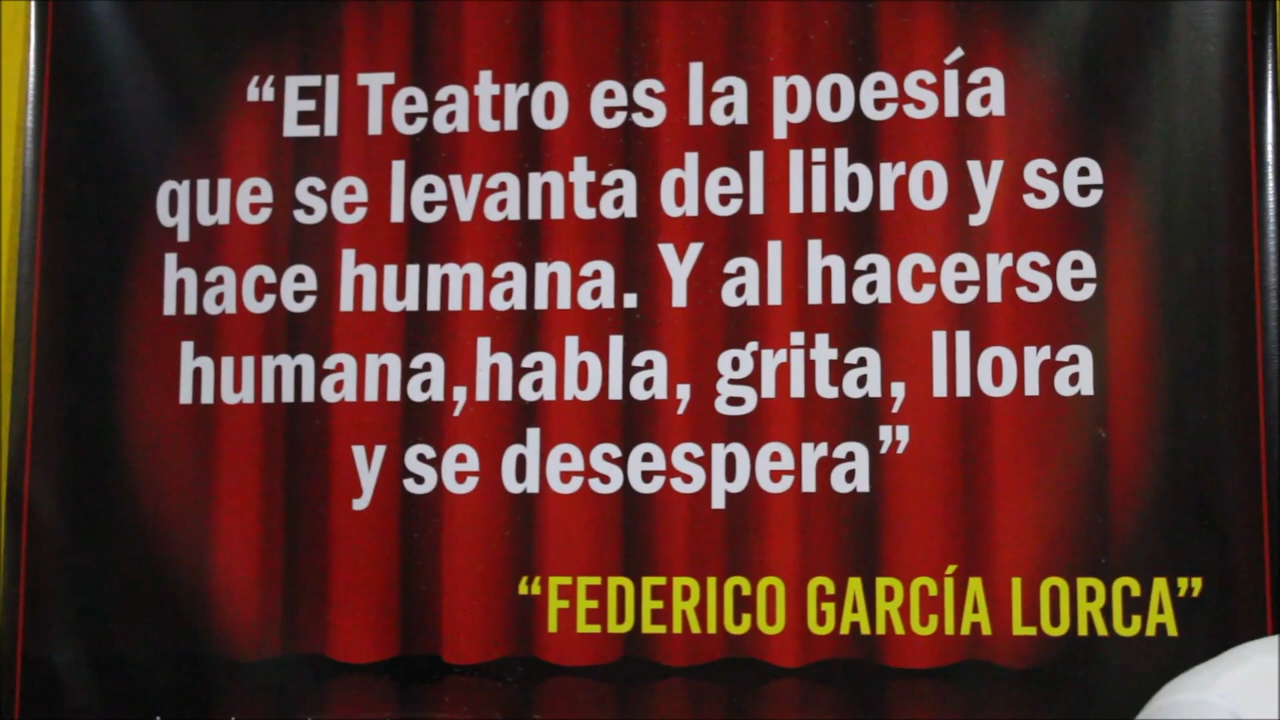 “El Teatro es la poesía
que se levanta del libro y se
hace humana. Y al hacerse
humana,habla, grita, llora
y se desespera”
“FEDERICO GARCÍA LORCA”